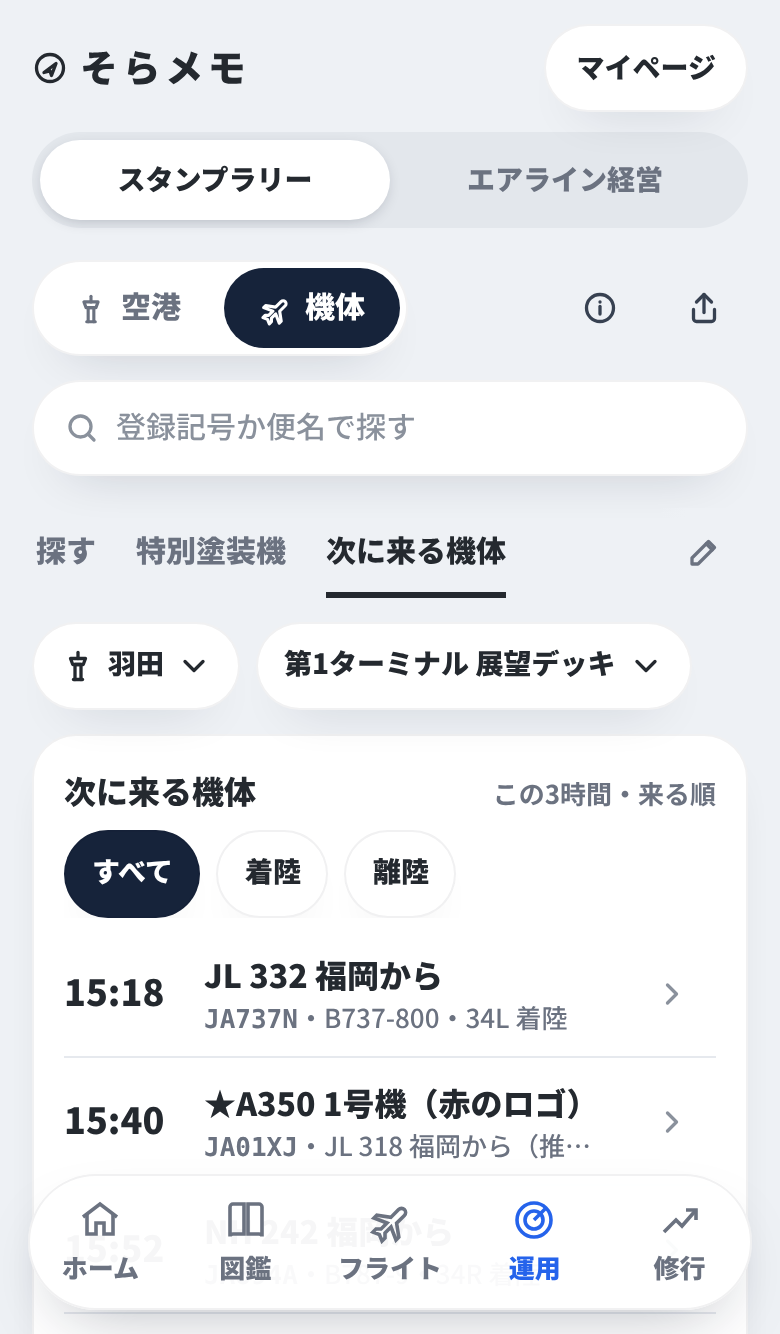 そらメモ
マイページ
スタンプラリー
エアライン経営
空港
機体
登録記号か便名で探す
探す
特別塗装機
次に来る機体
羽田
第1ターミナル 展望デッキ
次に来る機体
この3時間・来る順
すべて
着陸
離陸
15:18
JL 332 福岡から
JA737N・B737-800・34L 着陸
15:40
★A350 1号機（赤のロゴ）
JA01XJ・JL 318 福岡から（推…
15:52
242 福岡から
34R
ホーム
図鑑
フライト
運用
修行